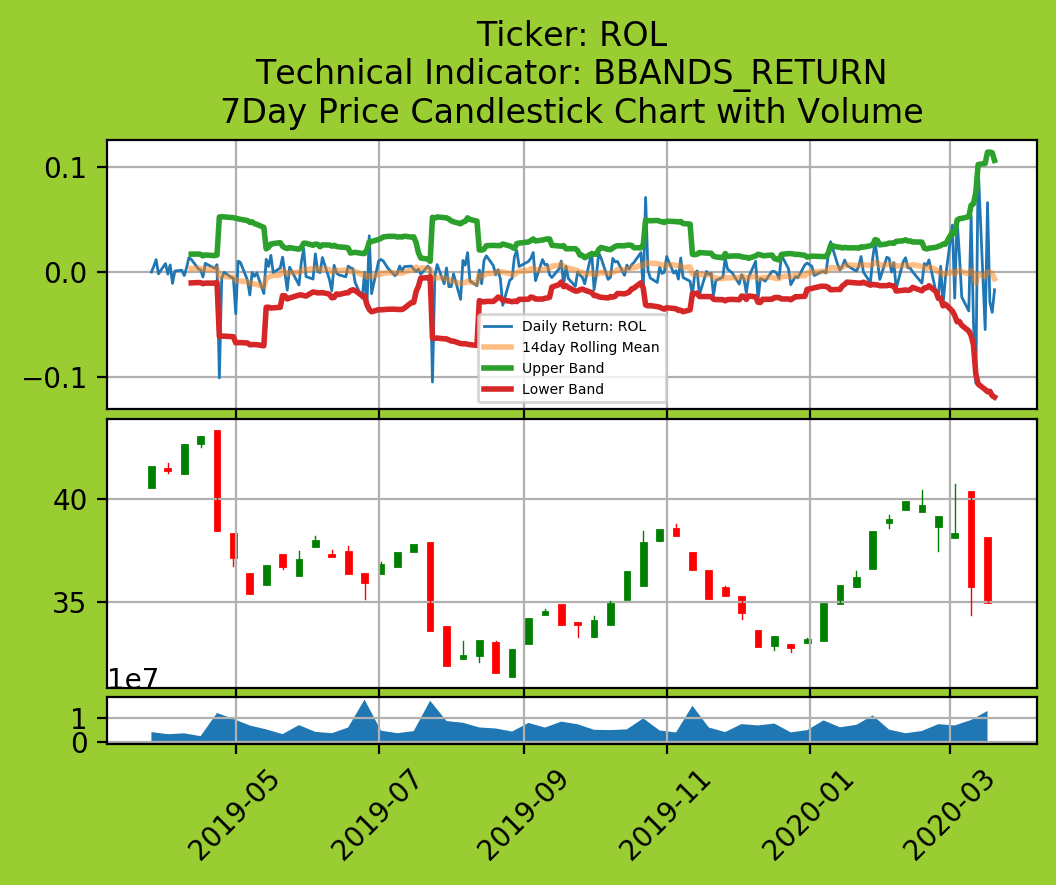 Ticker: ROL
Technical Indicator: BBANDS_RETURN
7Day Price Candlestick Chart with Volume
0.1
0.0
−0.1
Daily Return: ROL
14day Rolling Mean
Upper Band
Lower Band
40
35
1e7
1
0
2019-05
2019-07
2019-09
2019-11
2020-01
2020-03